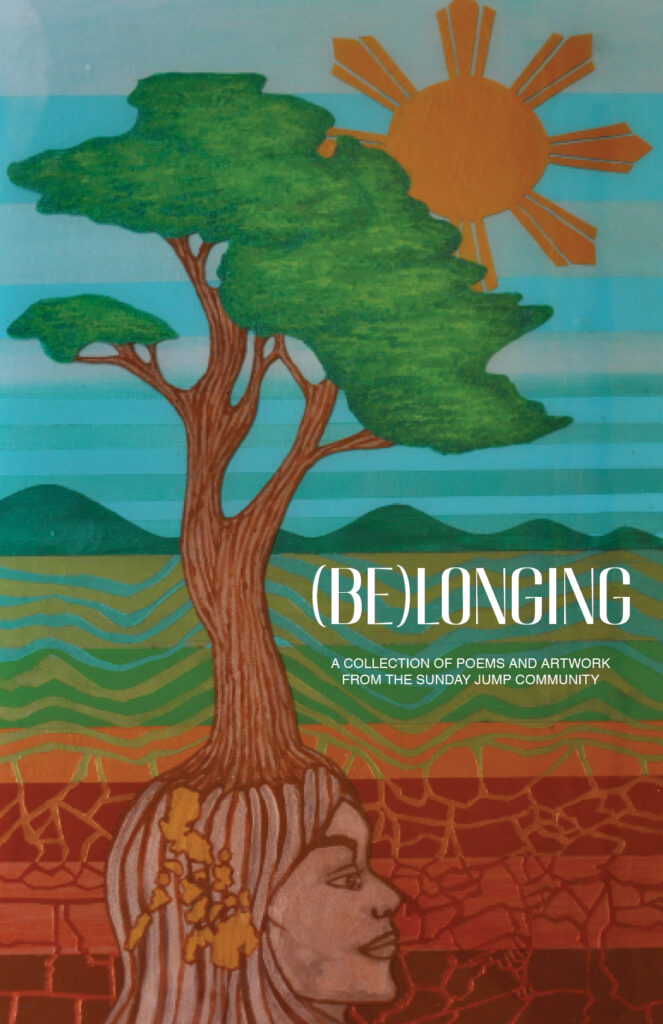 (BE)LONGING
A COLLECTION OF POEMS AND ARTWORK
FROM THE SUNDAY JUMP COMMUNITY